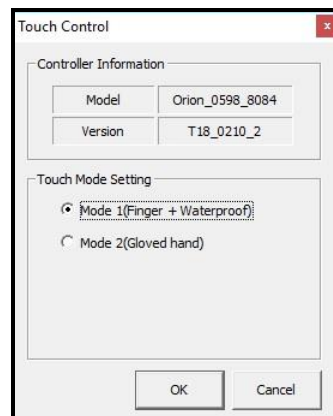 Touch Control
x
Controller Information
Model Orion_0598_8084
Version T18_0210_2
Touch Mode Setting
Mode 1(Finger + Waterproof)
Mode 2(Gloved hand)
OK Cancel